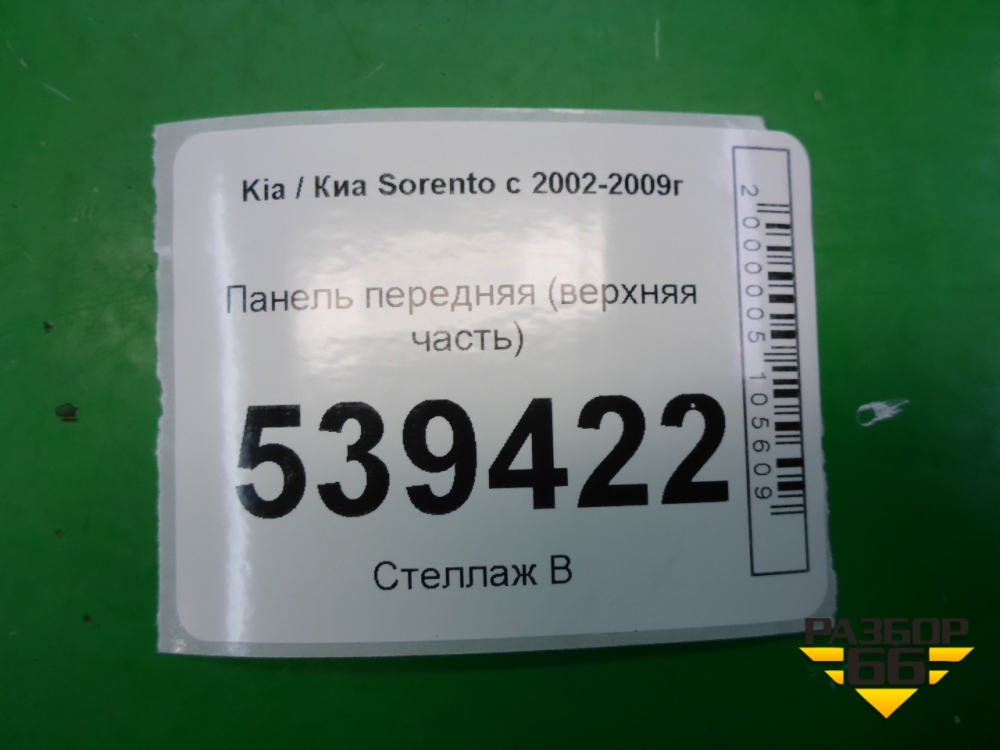 Kia / Киа Sorento с 2002-2009г
Панель передняя (верхняя
часть)
539422
Стеллаж В
2000005105609
РАЗБОР
66